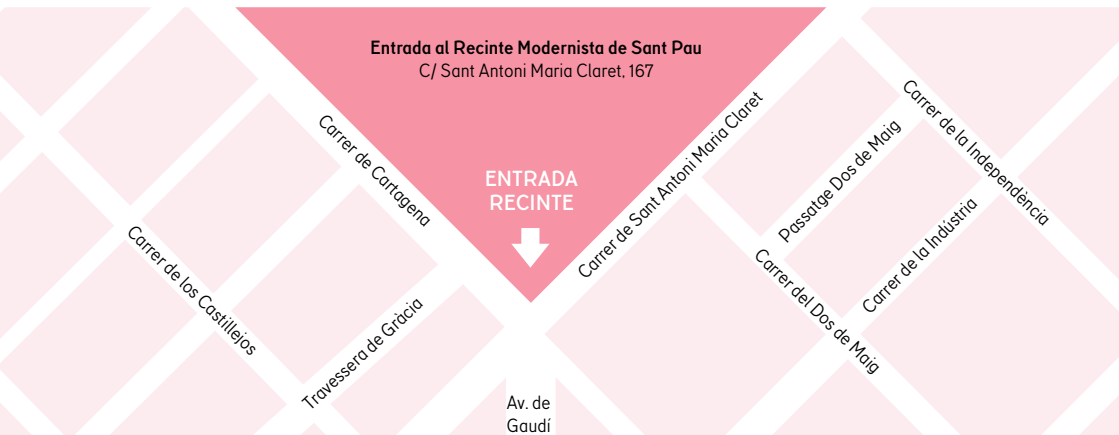 Entrada al Recinte Modernista de Sant Pau
C/ Sant Antoni Maria Claret, 167
ENTRADA
RECINTE
Carrer de Cartagena
Carrer de Sant Antoni Maria Claret
Carrer de la Independència
Passatge Dos de Maig
Carrer de la Indústria
Carrer del Dos de Maig
Carrer de los Castillejos
Travessera de Gràcia
Av. de
Gaudí